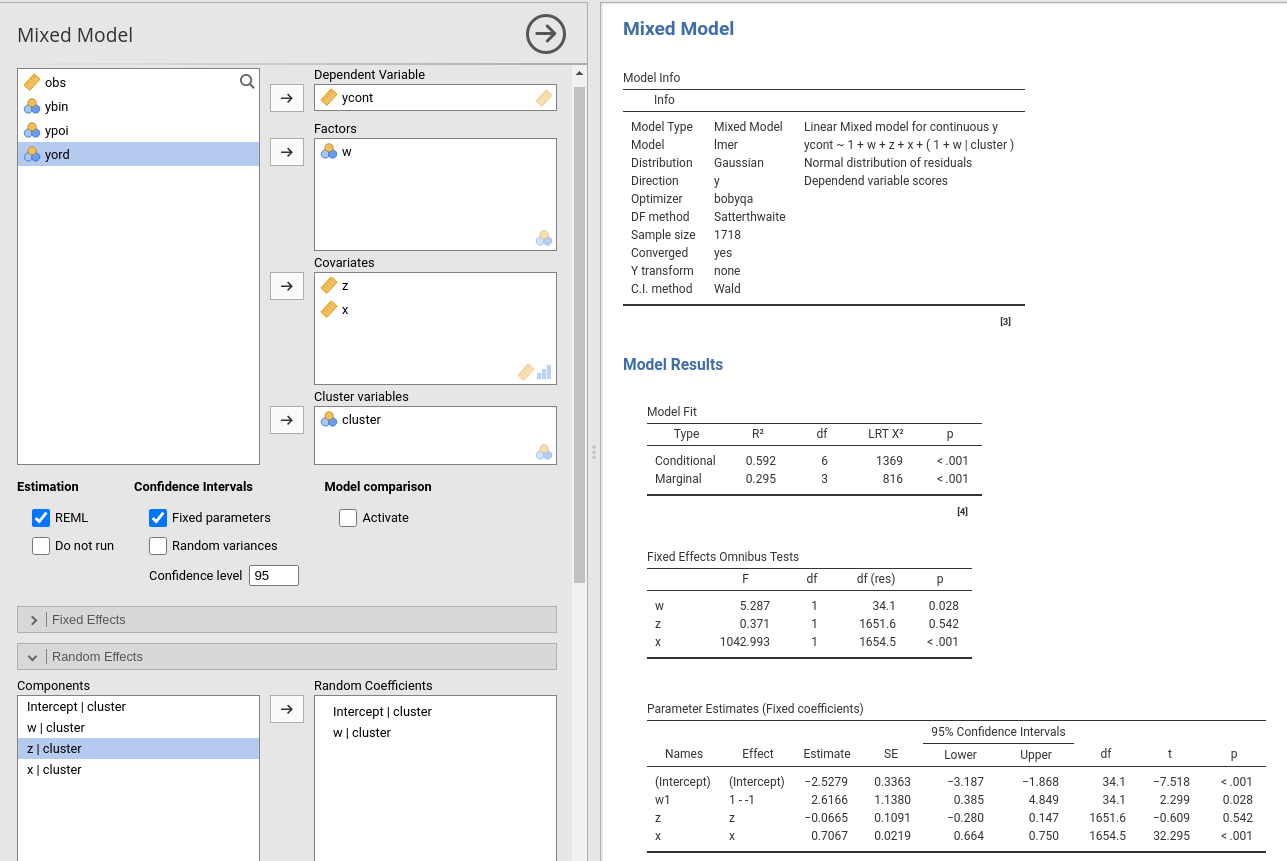 Mixed Model
obs
ybin
ypoi
yord
Dependent Variable
ycont
Factors
w
Covariates
z
x
Cluster variables
cluster
Estimation Confidence Intervals Model comparison
REML Fixed parameters Activate
Do not run Random variances
Confidence level 95
Fixed Effects
Random Effects
Components
Intercept | cluster
w | cluster
z | cluster
x | cluster
Random Coefficients
Intercept | cluster
w | cluster
Mixed Model
Model Info
Info
Model Type Mixed Model Linear Mixed model for continuous y
Model lmer ycont ~ 1 + w + z + x + ( 1 + w | cluster )
Distribution Gaussian Normal distribution of residuals
Direction y Dependend variable scores
Optimizer bobyqa
DF method Satterthwaite
Sample size 1718
Converged yes
Y transform none
C.I. method Wald
[3]
Model Results
Model Fit
Type R² df LRT X² p
Conditional 0.592 6 1369 < .001
Marginal 0.295 3 816 < .001
[4]
Fixed Effects Omnibus Tests
F df df (res) p
w 5.287 1 34.1 0.028
z 0.371 1 1651.6 0.542
x 1042.993 1 1654.5 < .001
Parameter Estimates (Fixed coefficients)
95% Confidence Intervals
Names Effect Estimate SE Lower Upper df t p
(Intercept) (Intercept) −2.5279 0.3363 −3.187 −1.868 34.1 −7.518 < .001
w1 1 - -1 2.6166 1.1380 0.385 4.849 34.1 2.299 0.028
z z −0.0665 0.1091 −0.280 0.147 1651.6 −0.609 0.542
x x 0.7067 0.0219 0.664 0.750 1654.5 32.295 < .001